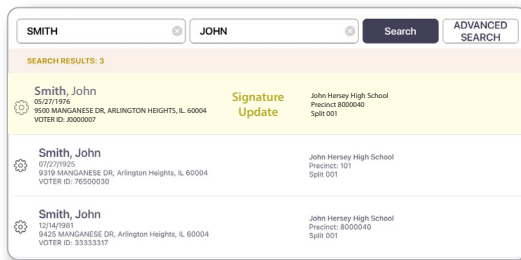 SMITH JOHN Search ADVANCED SEARCH
SEARCH RESULTS: 3
Smith, John
05/27/1976
9500 MANGANESE DR, ARLINGTON HEIGHTS, IL 60004
VOTER ID: J0000007
Signature
Update
John Hersey High School
Precinct 8000040
Split 001
Smith, John
07/27/1925
9319 MANGANESE DR, Arlington Heights, IL 60004
VOTER ID: 76500030
John Hersey High School
Precinct: 101
Split 001
Smith, John
12/14/1981
9425 MANGANESE DR, Arlington Heights, IL 60004
VOTER ID: 33333317
John Hersey High School
Precinct: 8000040
Split 001